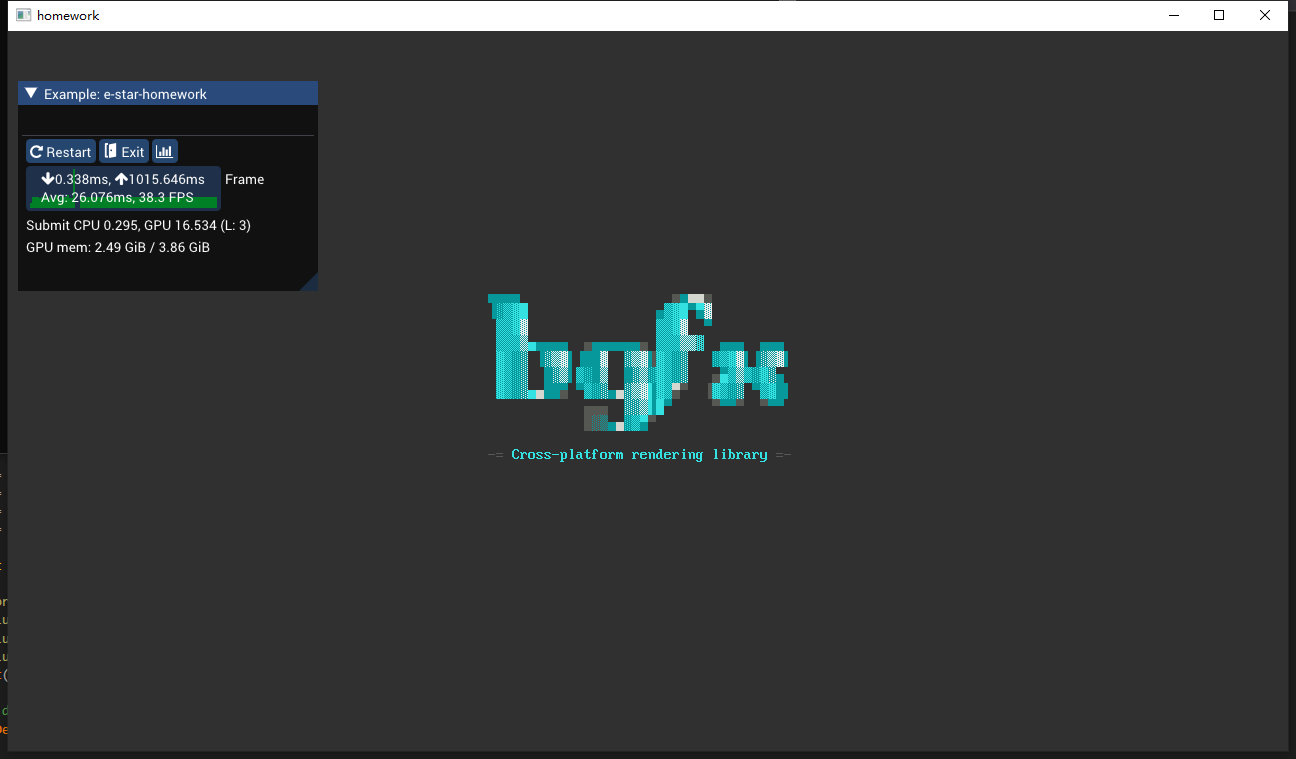 homework
Example: e-star-homework
Restart Exit
0.338ms, 1015.646ms Frame
Avg: 26.076ms, 38.3 FPS
Submit CPU 0.295, GPU 16.534 (L: 3)
GPU mem: 2.49 GiB / 3.86 GiB
bgfx
-= Cross-platform rendering library =-